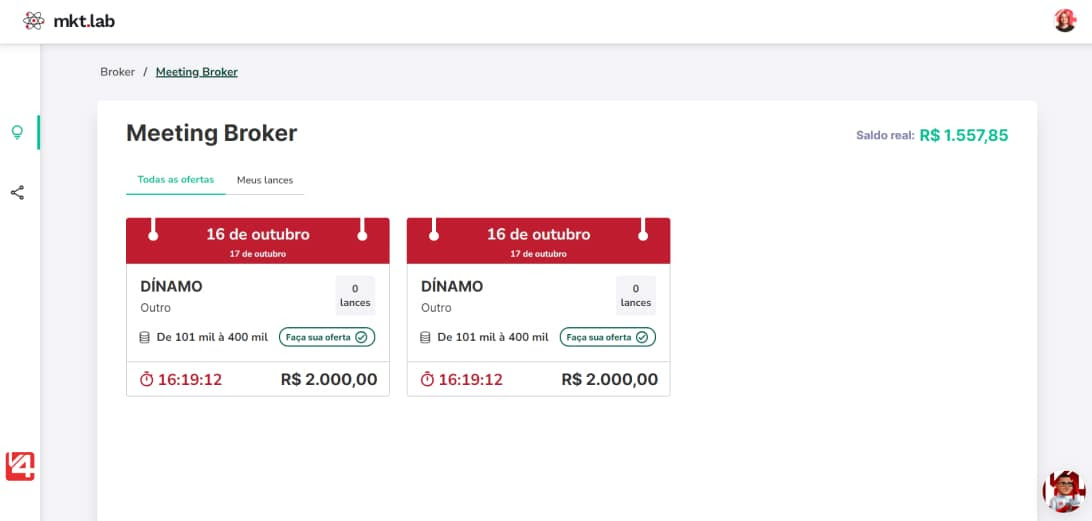 mkt.lab
Broker / Meeting Broker
Meeting Broker
Saldo real: R$ 1.557,85
Todas as ofertas Meus lances
16 de outubro
17 de outubro
DÍNAMO
Outro
0
lances
De 101 mil à 400 mil
Faça sua oferta
16:19:12
R$ 2.000,00
16 de outubro
17 de outubro
DÍNAMO
Outro
0
lances
De 101 mil à 400 mil
Faça sua oferta
16:19:12
R$ 2.000,00
V4